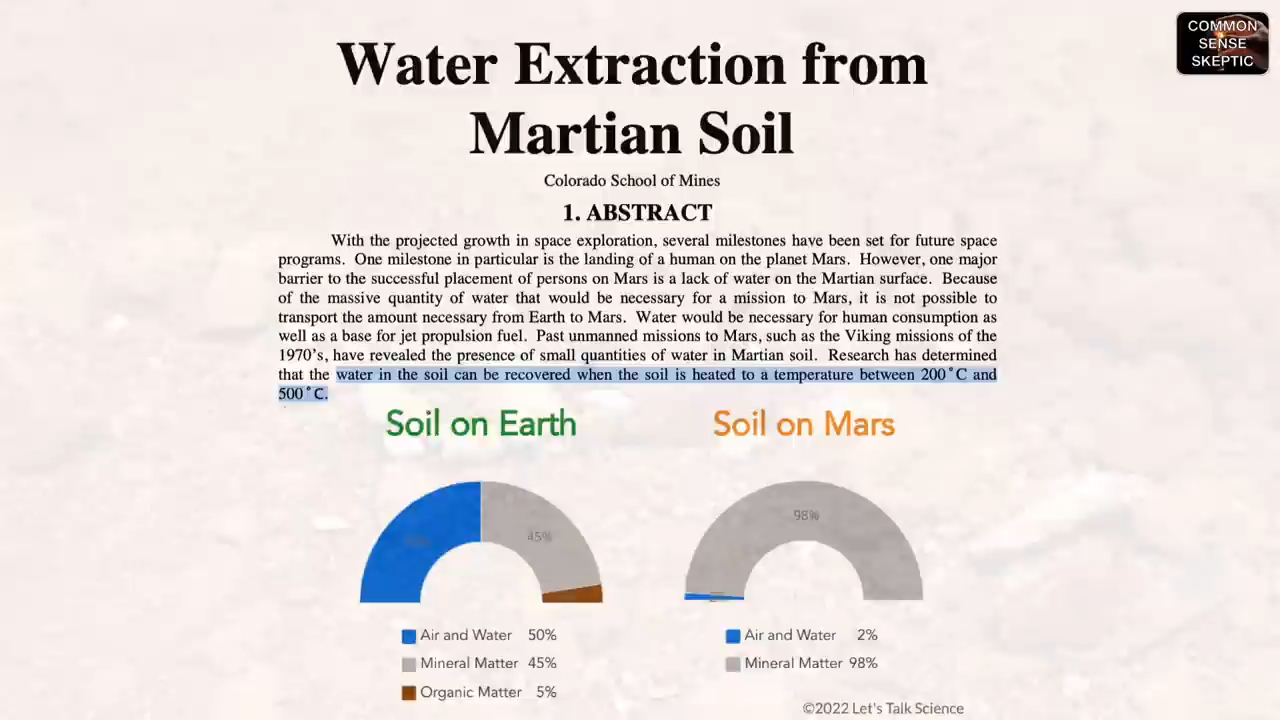 COMMON
SENSE
SKEPTIC
Water Extraction from
Martian Soil
Colorado School of Mines
1. ABSTRACT
With the projected growth in space exploration, several milestones have been set for future space
programs. One milestone in particular is the landing of a human on the planet Mars. However, one major
barrier to the successful placement of persons on Mars is a lack of water on the Martian surface. Because
of the massive quantity of water that would be necessary for a mission to Mars, it is not possible to
transport the amount necessary from Earth to Mars. Water would be necessary for human consumption as
well as a base for jet propulsion fuel. Past unmanned missions to Mars, such as the Viking missions of the
1970's, have revealed the presence of small quantities of water in Martian soil. Research has determined
that the water in the soil can be recovered when the soil is heated to a temperature between 200˚C and
500˚C.
Soil on Earth
Soil on Mars
45%
98%
Air and Water 50%
Mineral Matter 45%
Organic Matter 5%
Air and Water 2%
Mineral Matter 98%
©2022 Let's Talk Science